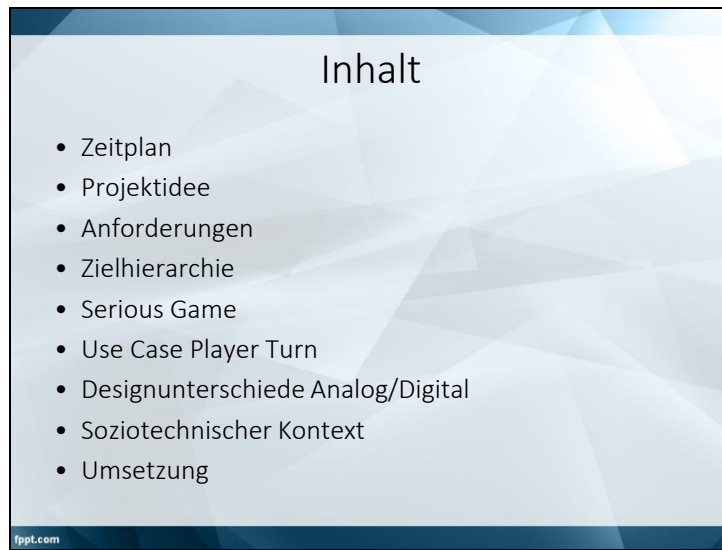 Inhalt
• Zeitplan
• Projektidee
• Anforderungen
• Zielhierarchie
• Serious Game
• Use Case Player Turn
• Designunterschiede Analog/Digital
• Soziotechnischer Kontext
• Umsetzung
fppt.com